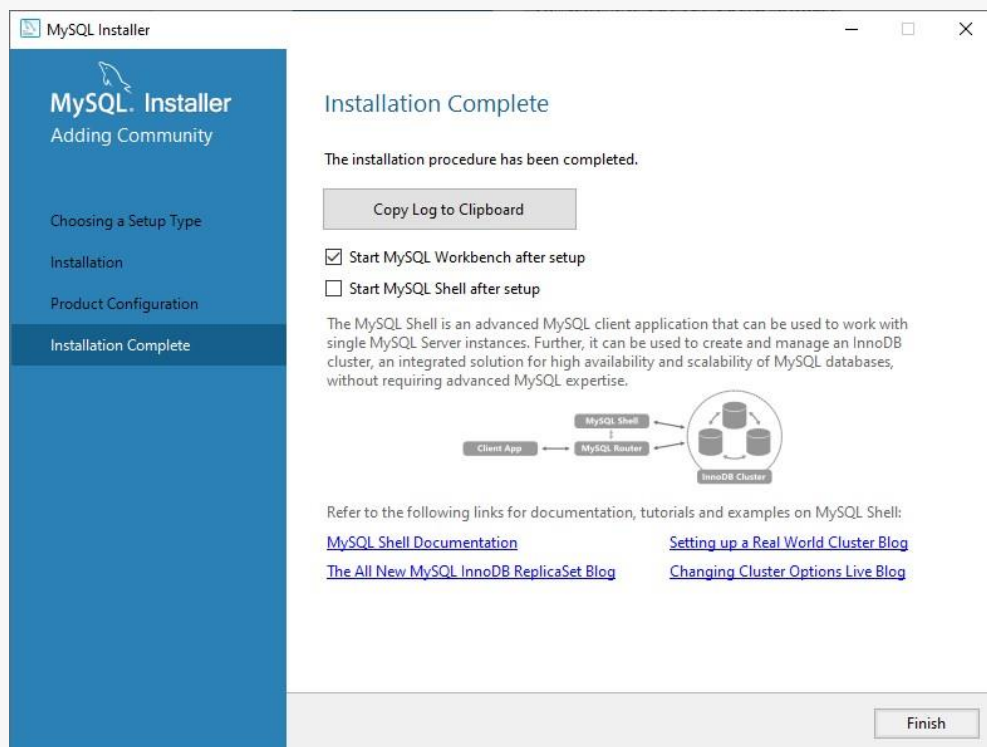 MySQL Installer
MySQL. Installer
Adding Community
Choosing a Setup Type
Installation
Product Configuration
Installation Complete
Installation Complete
The installation procedure has been completed.
Copy Log to Clipboard
Start MySQL Workbench after setup
Start MySQL Shell after setup
The MySQL Shell is an advanced MySQL client application that can be used to work with
single MySQL Server instances. Further, it can be used to create and manage an InnoDB
cluster, an integrated solution for high availability and scalability of MySQL databases,
without requiring advanced MySQL expertise.
MySQL Shell
Client App
MySQL Router
InnoDB Cluster
Refer to the following links for documentation, tutorials and examples on MySQL Shell:
MySQL Shell Documentation
Setting up a Real World Cluster Blog
The All New MySQL InnoDB ReplicaSet Blog
Changing Cluster Options Live Blog
Finish